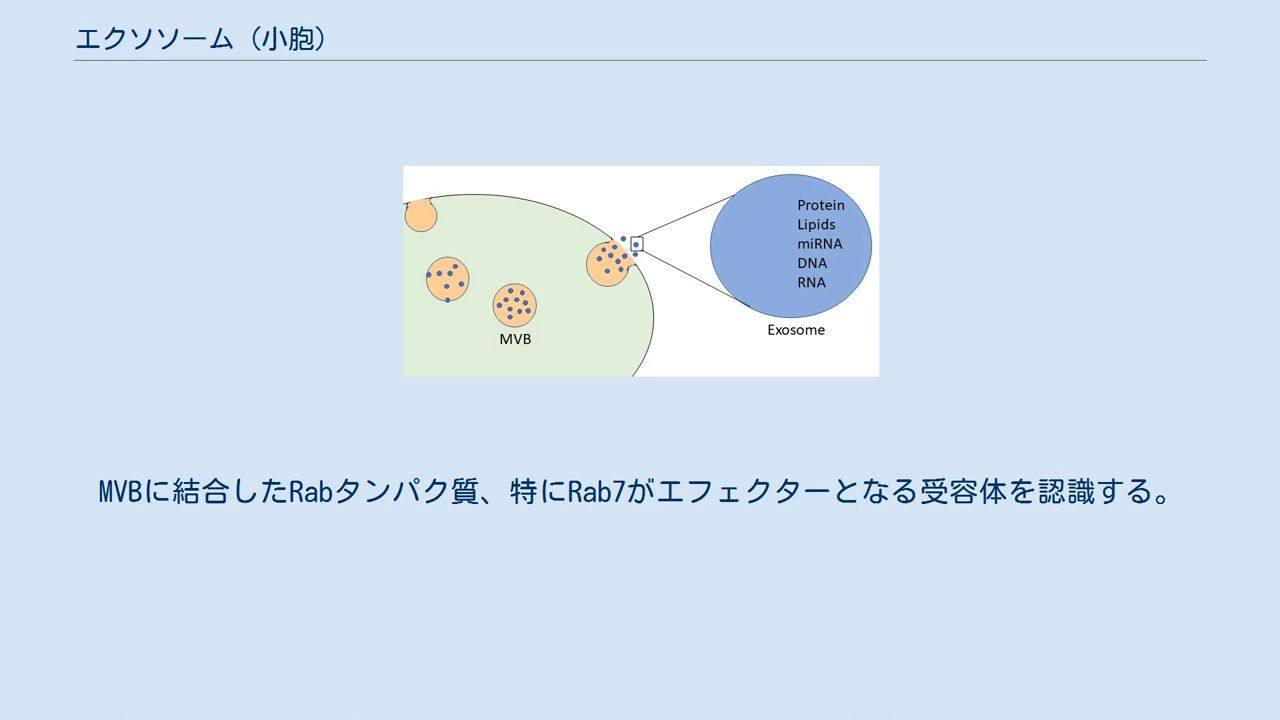 エクソソーム（小胞）
Protein
Lipids
miRNA
DNA
RNA
MVB
Exosome
MVBに結合したRabタンパク質、特にRab7がエフェクターとなる受容体を認識する。